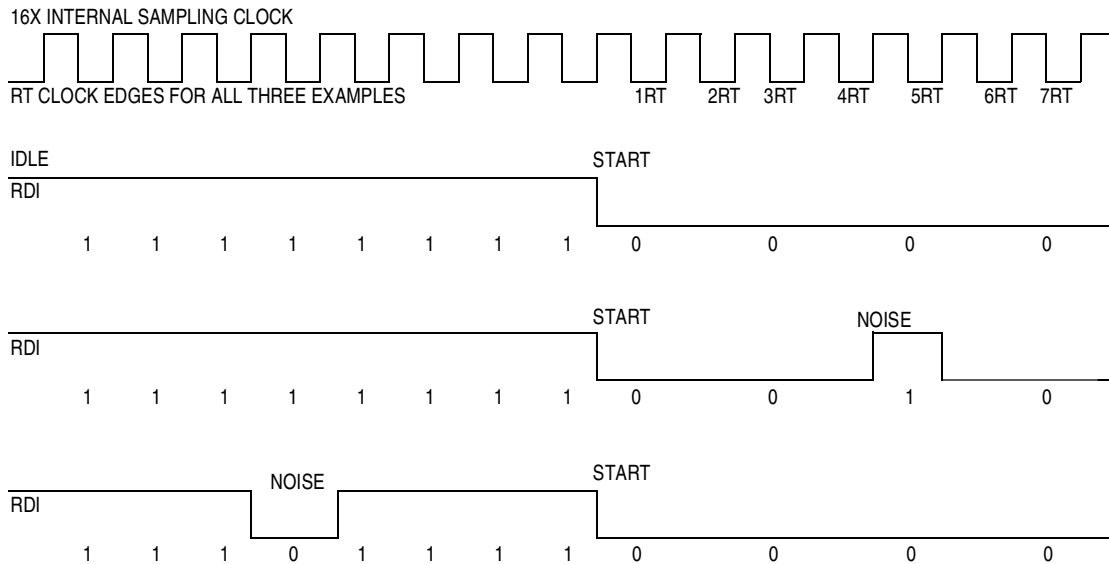 16X INTERNAL SAMPLING CLOCK
RT CLOCK EDGES FOR ALL THREE EXAMPLES 1RT 2RT 3RT 4RT 5RT 6RT 7RT
IDLE START
RDI
1 1 1 1 1 1 1 1 0 0 0 0
START NOISE
RDI
1 1 1 1 1 1 1 1 0 0 1 0
NOISE START
RDI
1 1 1 0 1 1 1 1 0 0 0 0